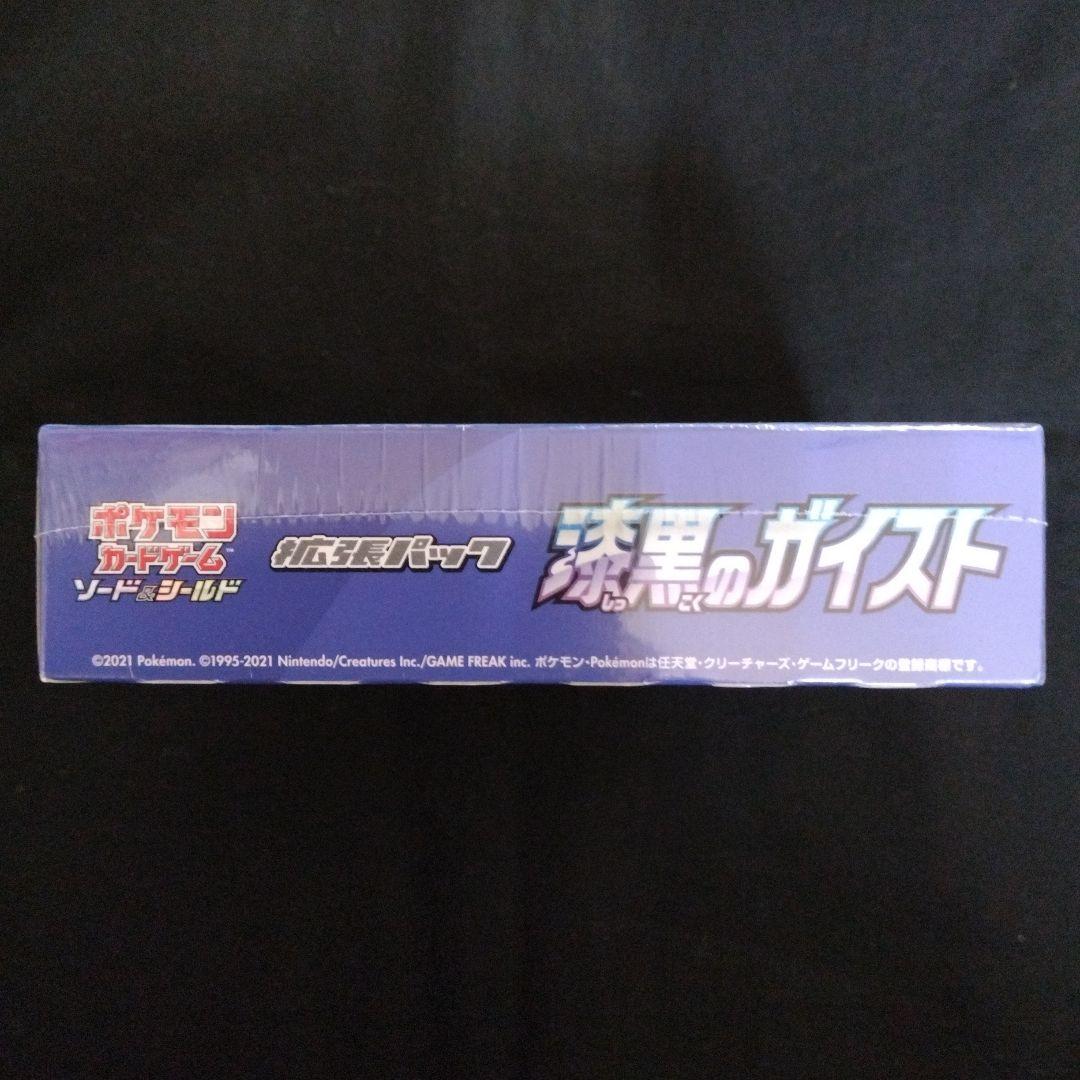 ポケモン
カードゲーム™
ソード&シールド
拡張パック
漆黒のガイスト
しっ こく
©2021 Pokémon. ©1995-2021 Nintendo/Creatures Inc./GAME FREAK inc. ポケモン・Pokémonは任天堂・クリーチャーズ・ゲームフリークの登録商標です。